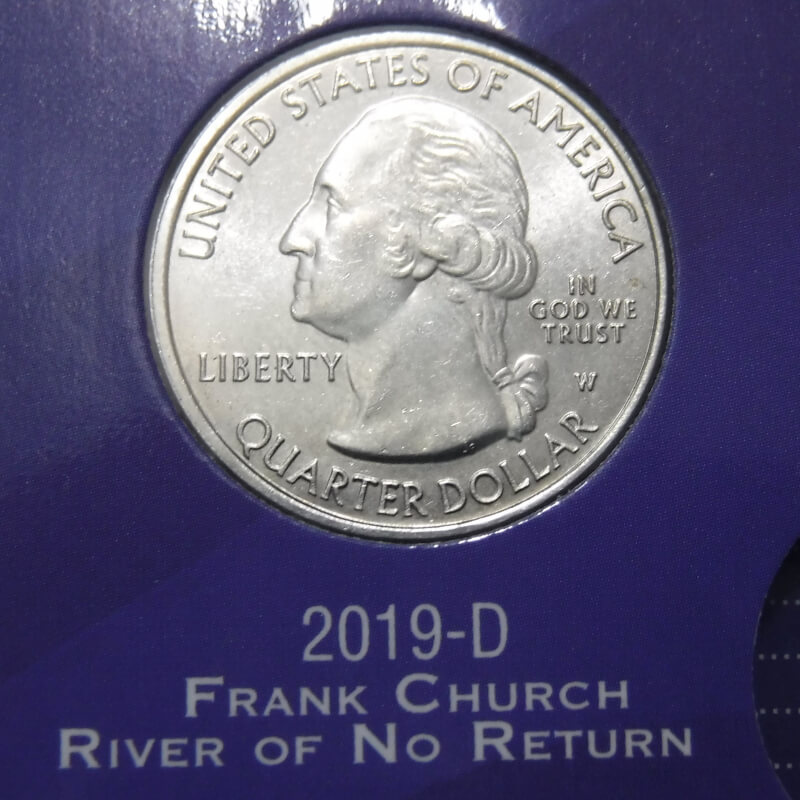 UNITED STATES OF AMERICA
IN
GOD WE
TRUST
LIBERTY
W
QUARTER DOLLAR
2019-D
FRANK CHURCH
RIVER OF NO RETURN